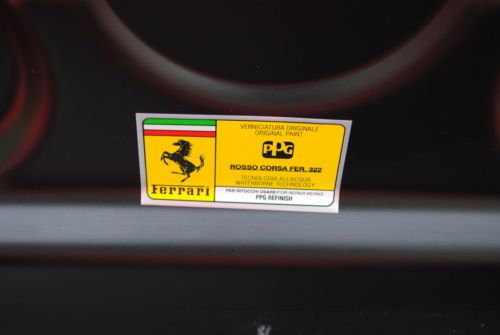 VERNICIATURA ORIGINALE
ORIGINAL PAINT
PPG
ROSSO CORSA FER. 322
TECNOLOGIA ALL'ACQUA
WATERBORNE TECHNOLOGY
PER RITOCCHI USARE/FOR REPAIR WORKS
PPG REFINISH
Ferrari